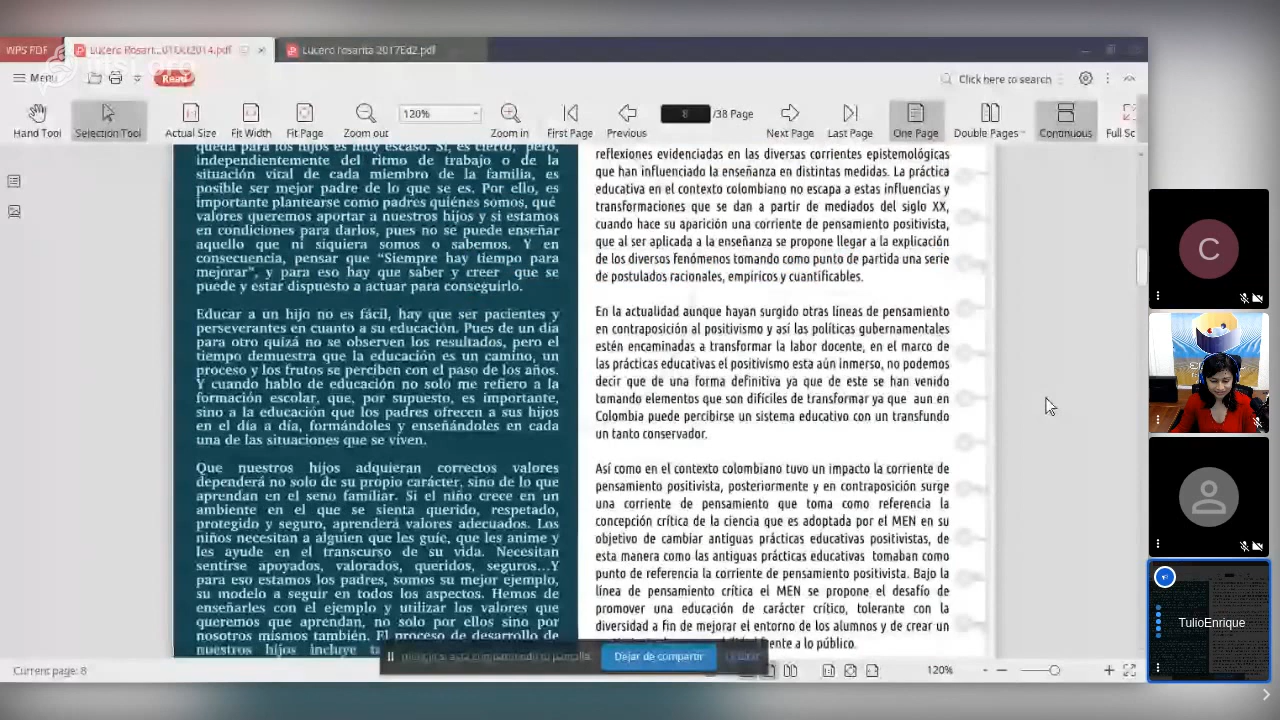 WPS PDF
Lucero Rosari...01Oct2014.pdf
Lucero rosarita 2017Ed2.pdf
jitsi.org
Menu
Read
Click here to search
Hand Tool
Selection Tool
Actual Size
Fit Width
Fit Page
Zoom out
120%
Zoom in
First Page
Previous
8
/38 Page
Next Page
Last Page
One Page
Double Pages
Continuous
Full Sc
queda para los hijos es muy escaso. Sí, es cierto, pero,
independientemente del ritmo de trabajo o de la
situación vital de cada miembro de la familia, es
posible ser mejor padre de lo que se es. Por ello, es
importante plantearse como padres quiénes somos, qué
valores queremos aportar a nuestros hijos y si estamos
en condiciones para darlos, pues no se puede enseñar
aquello que ni siquiera somos o sabemos. Y en
consecuencia, pensar que "Siempre hay tiempo para
mejorar", y para eso hay que saber y creer que se
puede y estar dispuesto a actuar para conseguirlo.
Educar a un hijo no es fácil, hay que ser pacientes y
perseverantes en cuanto a su educación. Pues de un día
para otro quizá no se observen los resultados, pero el
tiempo demuestra que la educación es un camino, un
proceso y los frutos se perciben con el paso de los años.
Y cuando hablo de educación no solo me refiero a la
formación escolar, que, por supuesto, es importante,
sino a la educación que los padres ofrecen a sus hijos
en el día a día, formándoles y enseñándoles en cada
una de las situaciones que se viven.
Que nuestros hijos adquieran correctos valores
dependerá no solo de su propio carácter, sino de lo que
aprendan en el seno familiar. Si el niño crece en un
ambiente en el que se sienta querido, respetado,
protegido y seguro, aprenderá valores adecuados. Los
niños necesitan a alguien que les guíe, que les anime y
les ayude en el transcurso de su vida. Necesitan
sentirse apoyados, valorados, queridos, seguros...Y
para eso estamos los padres, somos su mejor ejemplo,
su modelo a seguir en todos los aspectos. Hemos de
enseñarles con el ejemplo y utilizar los valores que
queremos que aprendan, no solo por ellos sino por
nosotros mismos también. El proceso de desarrollo de
nuestros hijos incluye
reflexiones evidenciadas en las diversas corrientes epistemológicas
que han influenciado la enseñanza en distintas medidas. La práctica
educativa en el contexto colombiano no escapa a estas influencias y
transformaciones que se dan a partir de mediados del siglo XX,
cuando hace su aparición una corriente de pensamiento positivista,
que al ser aplicada a la enseñanza se propone llegar a la explicación
de los diversos fenómenos tomando como punto de partida una serie
de postulados racionales, empíricos y cuantificables.
En la actualidad aunque hayan surgido otras líneas de pensamiento
en contraposición al positivismo y así las políticas gubernamentales
estén encaminadas a transformar la labor docente, en el marco de
las prácticas educativas el positivismo esta aún inmerso, no podemos
decir que de una forma definitiva ya que de este se han venido
tomando elementos que son difíciles de transformar ya que aun en
Colombia puede percibirse un sistema educativo con un transfundo
un tanto conservador.
Así como en el contexto colombiano tuvo un impacto la corriente de
pensamiento positivista, posteriormente y en contraposición surge
una corriente de pensamiento que toma como referencia la
concepción crítica de la ciencia que es adoptada por el MEN en su
objetivo de cambiar antiguas prácticas educativas positivistas, de
esta manera como las antiguas prácticas educativas tomaban como
punto de referencia la corriente de pensamiento positivista. Bajo la
línea de pensamiento crítica el MEN se propone el desafío de
promover una educación de carácter crítico, tolerante con la
diversidad a fin de mejorar el entorno de los alumnos y de crear un
frente a lo público.
compartiendo tu pantalla.
Dejar de compartir
Current page: 8
120%
C
TulioEnrique